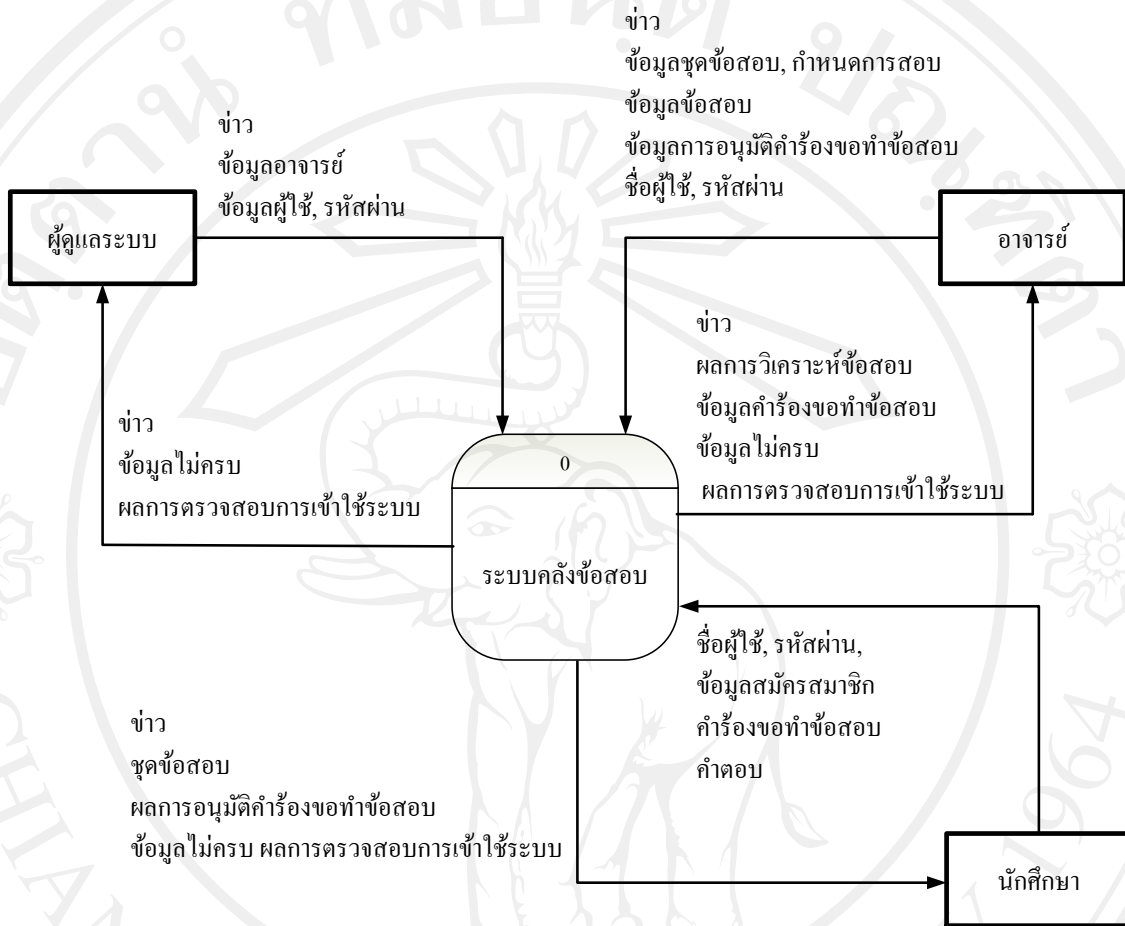 ข่าว
ข้อมูลชุดข้อสอบ, กำหนดการสอบ
ข้อมูลข้อสอบ
ข้อมูลการอนุมัติคำร้องขอทำข้อสอบ
ชื่อผู้ใช้, รหัสผ่าน
ข่าว
ข้อมูลอาจารย์
ข้อมูลผู้ใช้, รหัสผ่าน
ผู้ดูแลระบบ
อาจารย์
ข่าว
ผลการวิเคราะห์ข้อสอบ
ข้อมูลคำร้องขอทำข้อสอบ
ข้อมูลไม่ครบ
ผลการตรวจสอบการเข้าใช้ระบบ
ข่าว
ข้อมูลไม่ครบ
ผลการตรวจสอบการเข้าใช้ระบบ
0
ระบบคลังข้อสอบ
ชื่อผู้ใช้, รหัสผ่าน,
ข้อมูลสมัครสมาชิก
คำร้องขอทำข้อสอบ
คำตอบ
ข่าว
ชุดข้อสอบ
ผลการอนุมัติคำร้องขอทำข้อสอบ
ข้อมูลไม่ครบ ผลการตรวจสอบการเข้าใช้ระบบ
นักศึกษา
1964